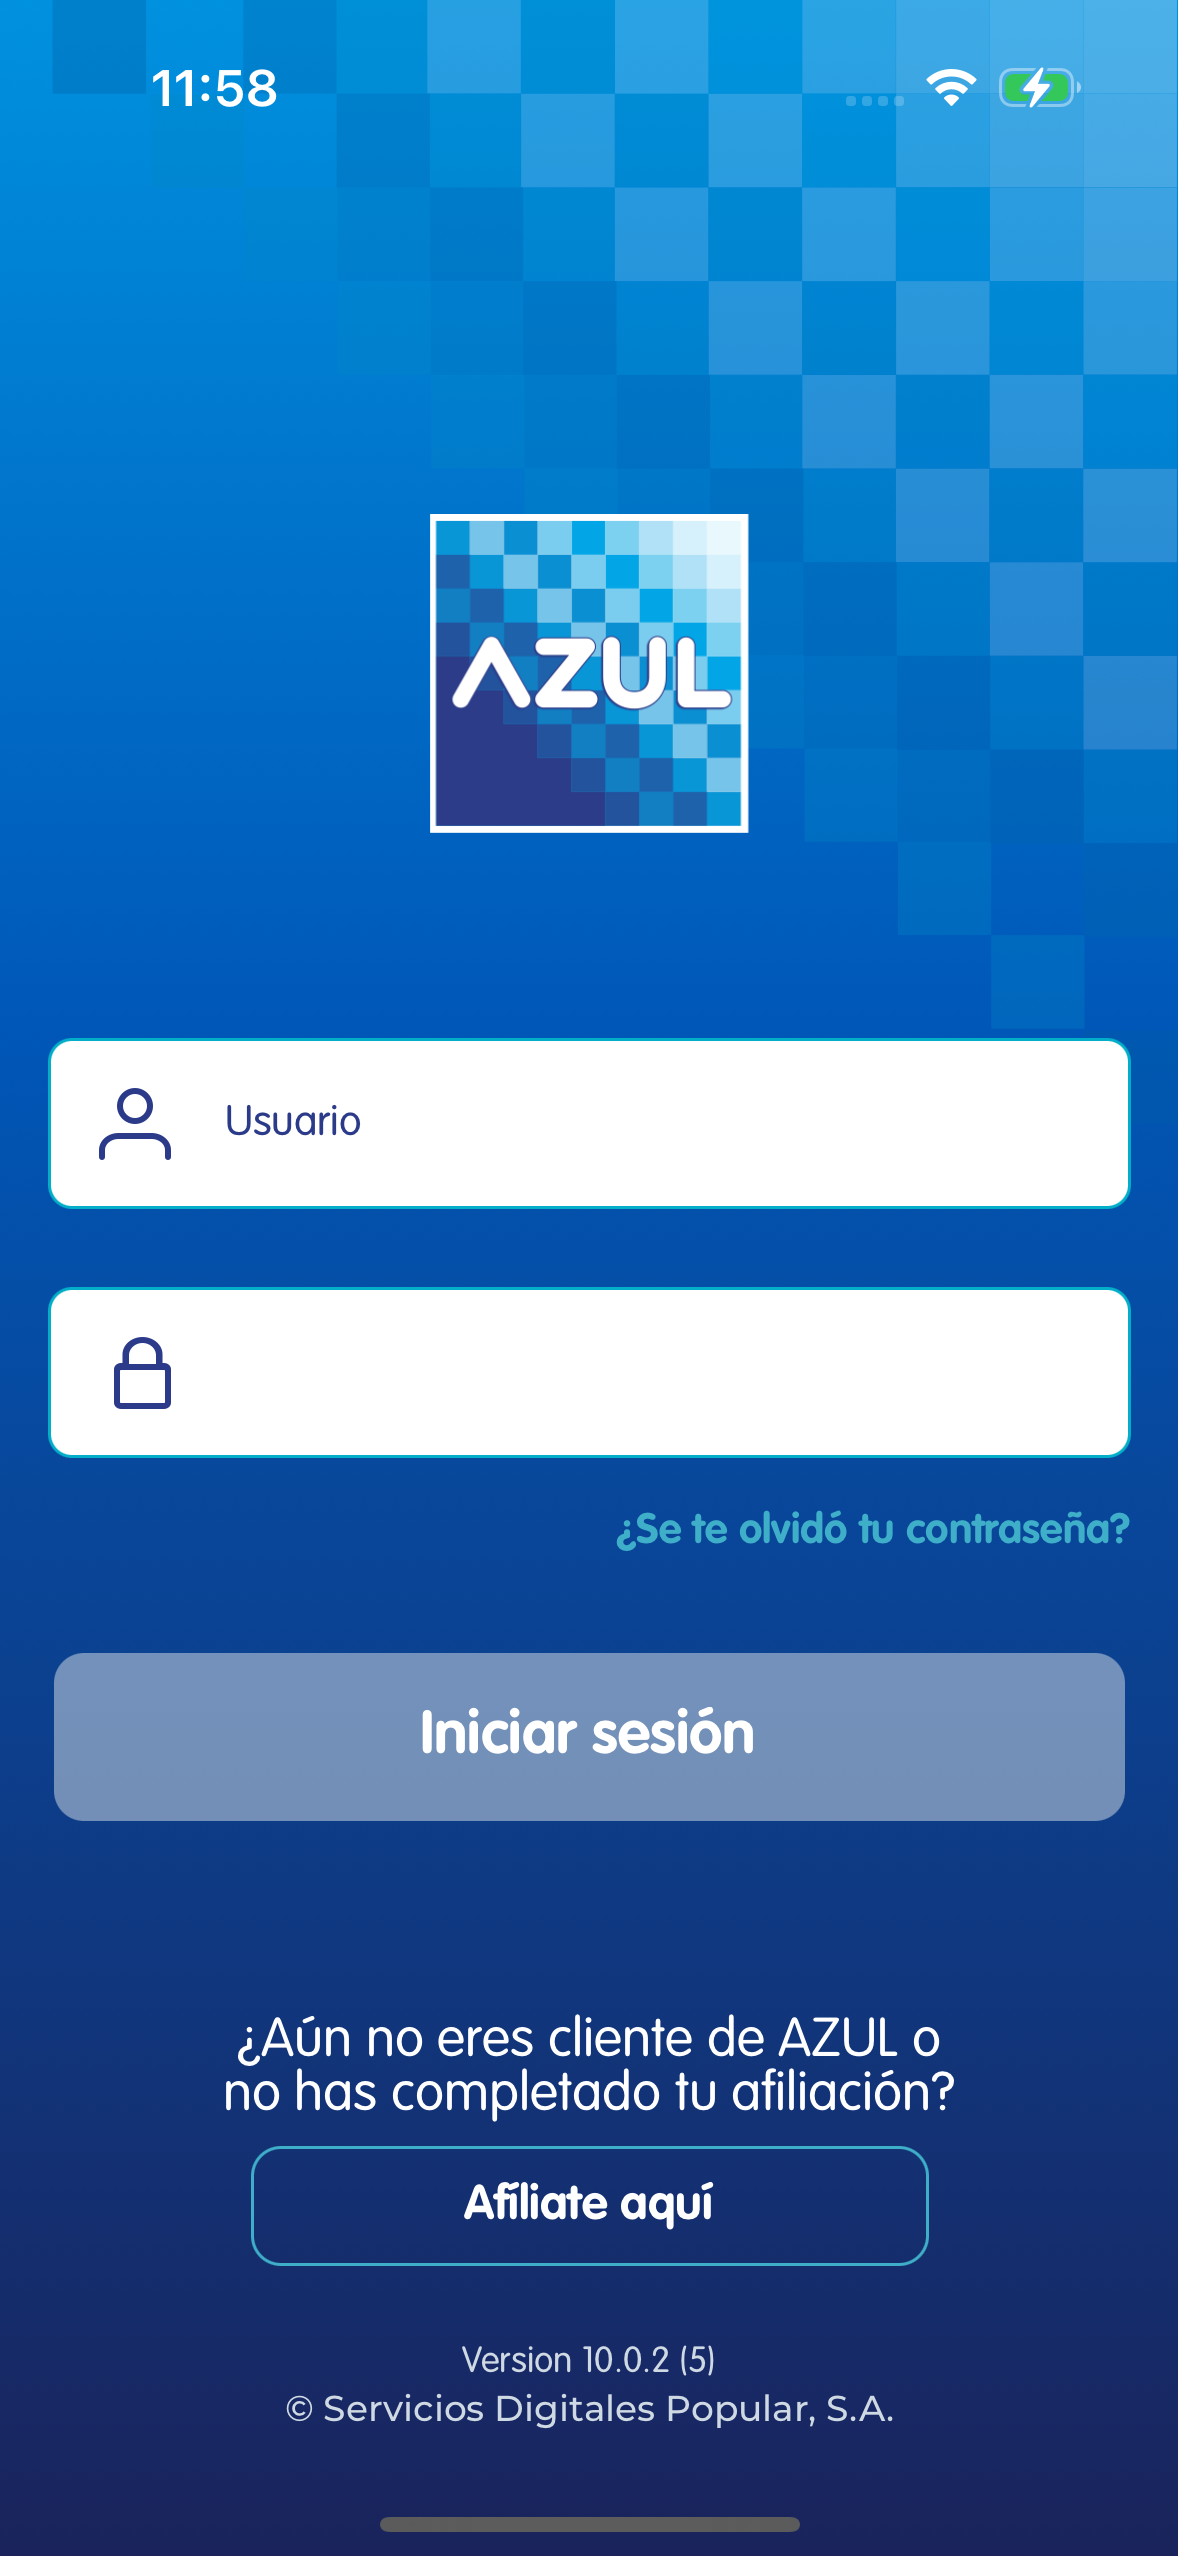 11:58
AZUL
Usuario
¿Se te olvidó tu contraseña?
Iniciar sesión
¿Aún no eres cliente de AZUL o
no has completado tu afiliación?
Afíliate aquí
Version 10.0.2 (5)
© Servicios Digitales Popular, S.A.